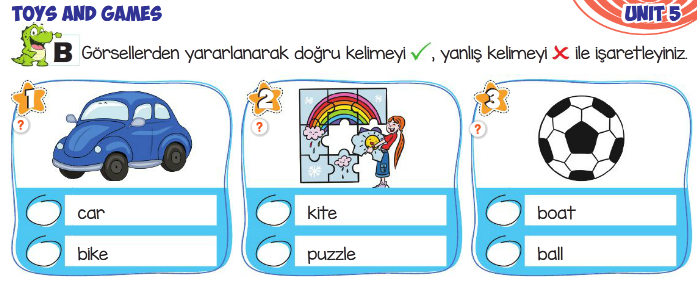 TOYS AND GAMES
UNIT 5
B Görsellerden yararlanarak doğru kelimeyi ✓, yanlış kelimeyi ✗ ile işaretleyiniz.
1
?
car
bike
2
?
kite
puzzle
3
?
boat
ball